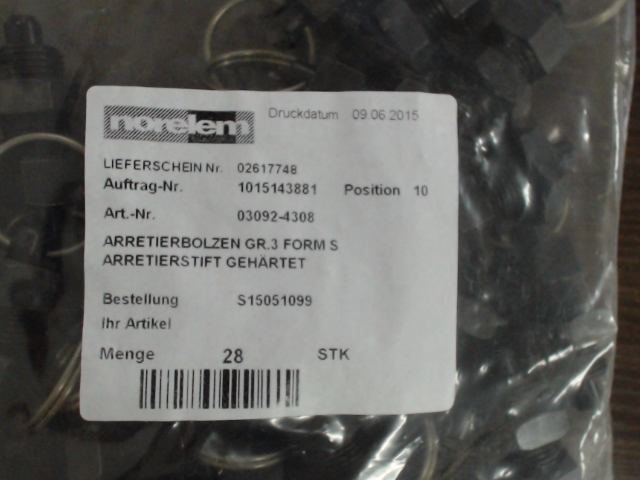 norelem Druckdatum 09.06.2015
LIEFERSCHEIN Nr. 02617748
Auftrag-Nr. 1015143881 Position 10
Art.-Nr. 03092-4308
ARRETIERBOLZEN GR.3 FORM S
ARRETIERSTIFT GEHÄRTET
Bestellung S15051099
Ihr Artikel
Menge 28 STK